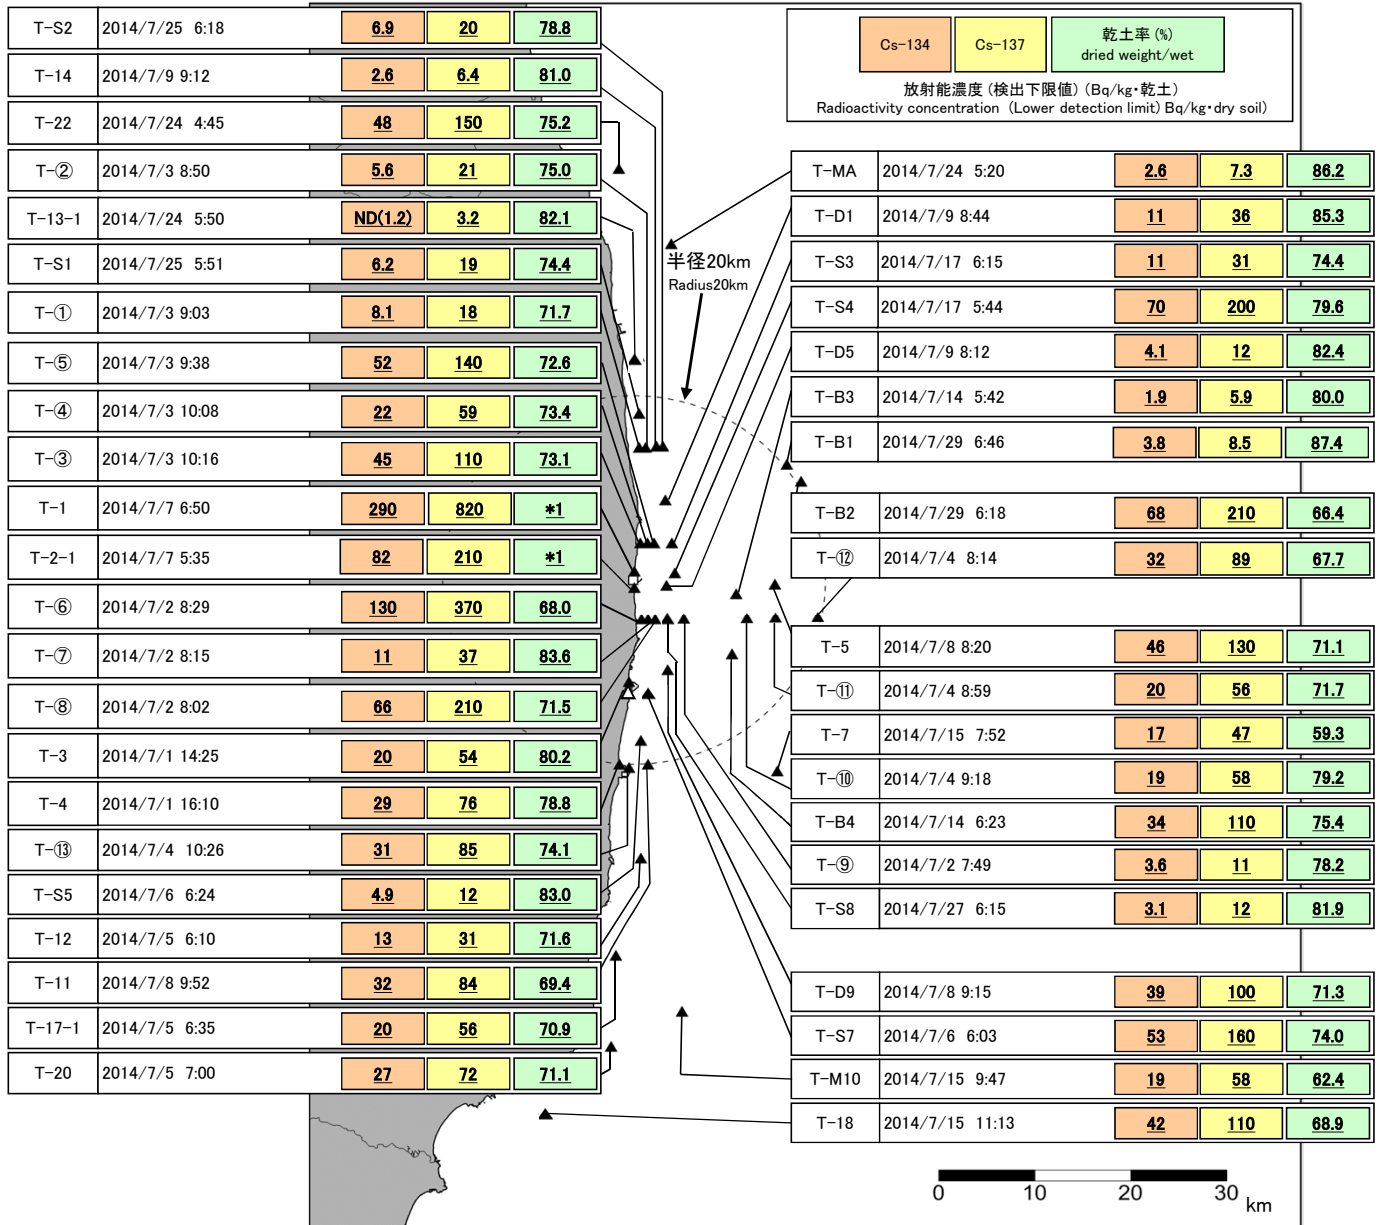 T-S2 2014/7/25 6:18 6.9 20 78.8
T-14 2014/7/9 9:12 2.6 6.4 81.0
T-22 2014/7/24 4:45 48 150 75.2
T-② 2014/7/3 8:50 5.6 21 75.0
T-13-1 2014/7/24 5:50 ND(1.2) 3.2 82.1
T-S1 2014/7/25 5:51 6.2 19 74.4
T-① 2014/7/3 9:03 8.1 18 71.7
T-⑤ 2014/7/3 9:38 52 140 72.6
T-④ 2014/7/3 10:08 22 59 73.4
T-③ 2014/7/3 10:16 45 110 73.1
T-1 2014/7/7 6:50 290 820 *1
T-2-1 2014/7/7 5:35 82 210 *1
T-⑥ 2014/7/2 8:29 130 370 68.0
T-⑦ 2014/7/2 8:15 11 37 83.6
T-⑧ 2014/7/2 8:02 66 210 71.5
T-3 2014/7/1 14:25 20 54 80.2
T-4 2014/7/1 16:10 29 76 78.8
T-⑬ 2014/7/4 10:26 31 85 74.1
T-S5 2014/7/6 6:24 4.9 12 83.0
T-12 2014/7/5 6:10 13 31 71.6
T-11 2014/7/8 9:52 32 84 69.4
T-17-1 2014/7/5 6:35 20 56 70.9
T-20 2014/7/5 7:00 27 72 71.1
半径20km
Radius20km
Cs-134 Cs-137 乾土率(%)
dried weight/wet
放射能濃度(検出下限値)(Bq/kg・乾土)
Radioactivity concentration (Lower detection limit) Bq/kg・dry soil)
T-MA 2014/7/24 5:20 2.6 7.3 86.2
T-D1 2014/7/9 8:44 11 36 85.3
T-S3 2014/7/17 6:15 11 31 74.4
T-S4 2014/7/17 5:44 70 200 79.6
T-D5 2014/7/9 8:12 4.1 12 82.4
T-B3 2014/7/14 5:42 1.9 5.9 80.0
T-B1 2014/7/29 6:46 3.8 8.5 87.4
T-B2 2014/7/29 6:18 68 210 66.4
T-⑫ 2014/7/4 8:14 32 89 67.7
T-5 2014/7/8 8:20 46 130 71.1
T-⑪ 2014/7/4 8:59 20 56 71.7
T-7 2014/7/15 7:52 17 47 59.3
T-⑩ 2014/7/4 9:18 19 58 79.2
T-B4 2014/7/14 6:23 34 110 75.4
T-⑨ 2014/7/2 7:49 3.6 11 78.2
T-S8 2014/7/27 6:15 3.1 12 81.9
T-D9 2014/7/8 9:15 39 100 71.3
T-S7 2014/7/6 6:03 53 160 74.0
T-M10 2014/7/15 9:47 19 58 62.4
T-18 2014/7/15 11:13 42 110 68.9
0 10 20 30 km